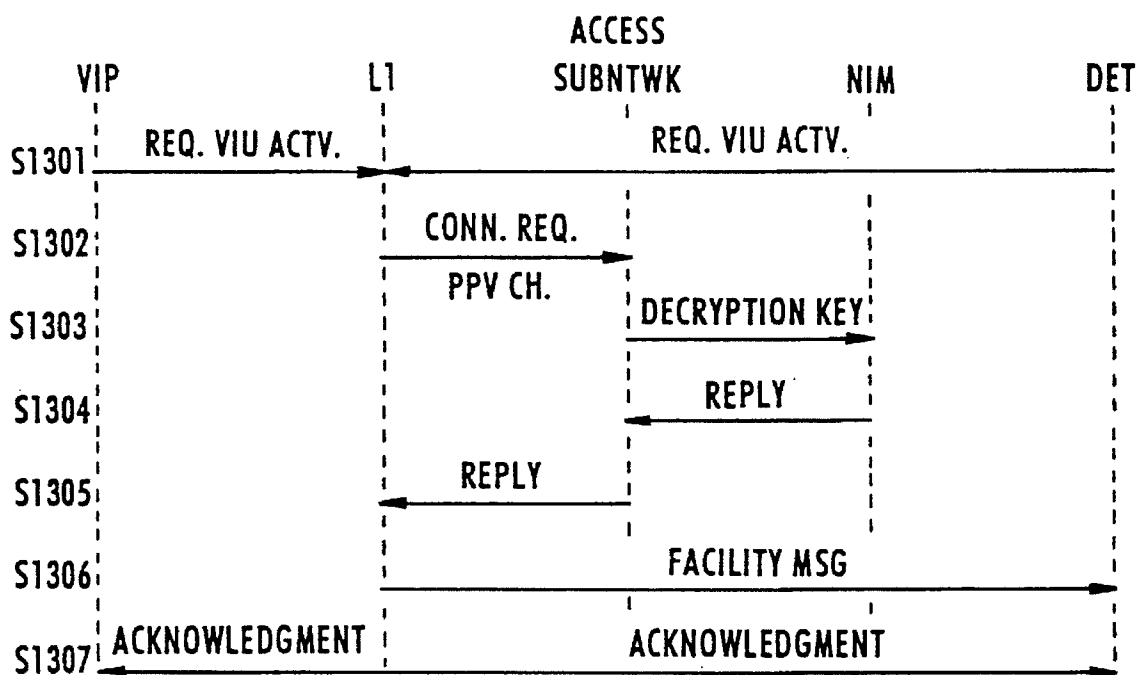 ACCESS
VIP L1 SUBNTWK NIM DET
S1301 REQ. VIU ACTV. REQ. VIU ACTV.
S1302 CONN. REQ.
PPV CH.
S1303 DECRYPTION KEY
S1304 REPLY
S1305 REPLY
S1306 FACILITY MSG
S1307 ACKNOWLEDGMENT ACKNOWLEDGMENT